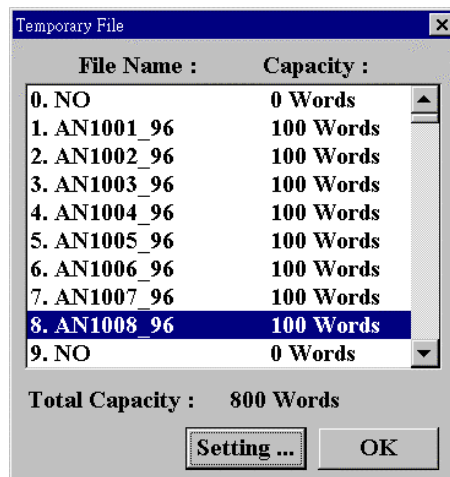 Temporary File
File Name : Capacity :
0. NO 0 Words
1. AN1001_96 100 Words
2. AN1002_96 100 Words
3. AN1003_96 100 Words
4. AN1004_96 100 Words
5. AN1005_96 100 Words
6. AN1006_96 100 Words
7. AN1007_96 100 Words
8. AN1008_96 100 Words
9. NO 0 Words
Total Capacity : 800 Words
Setting ... OK